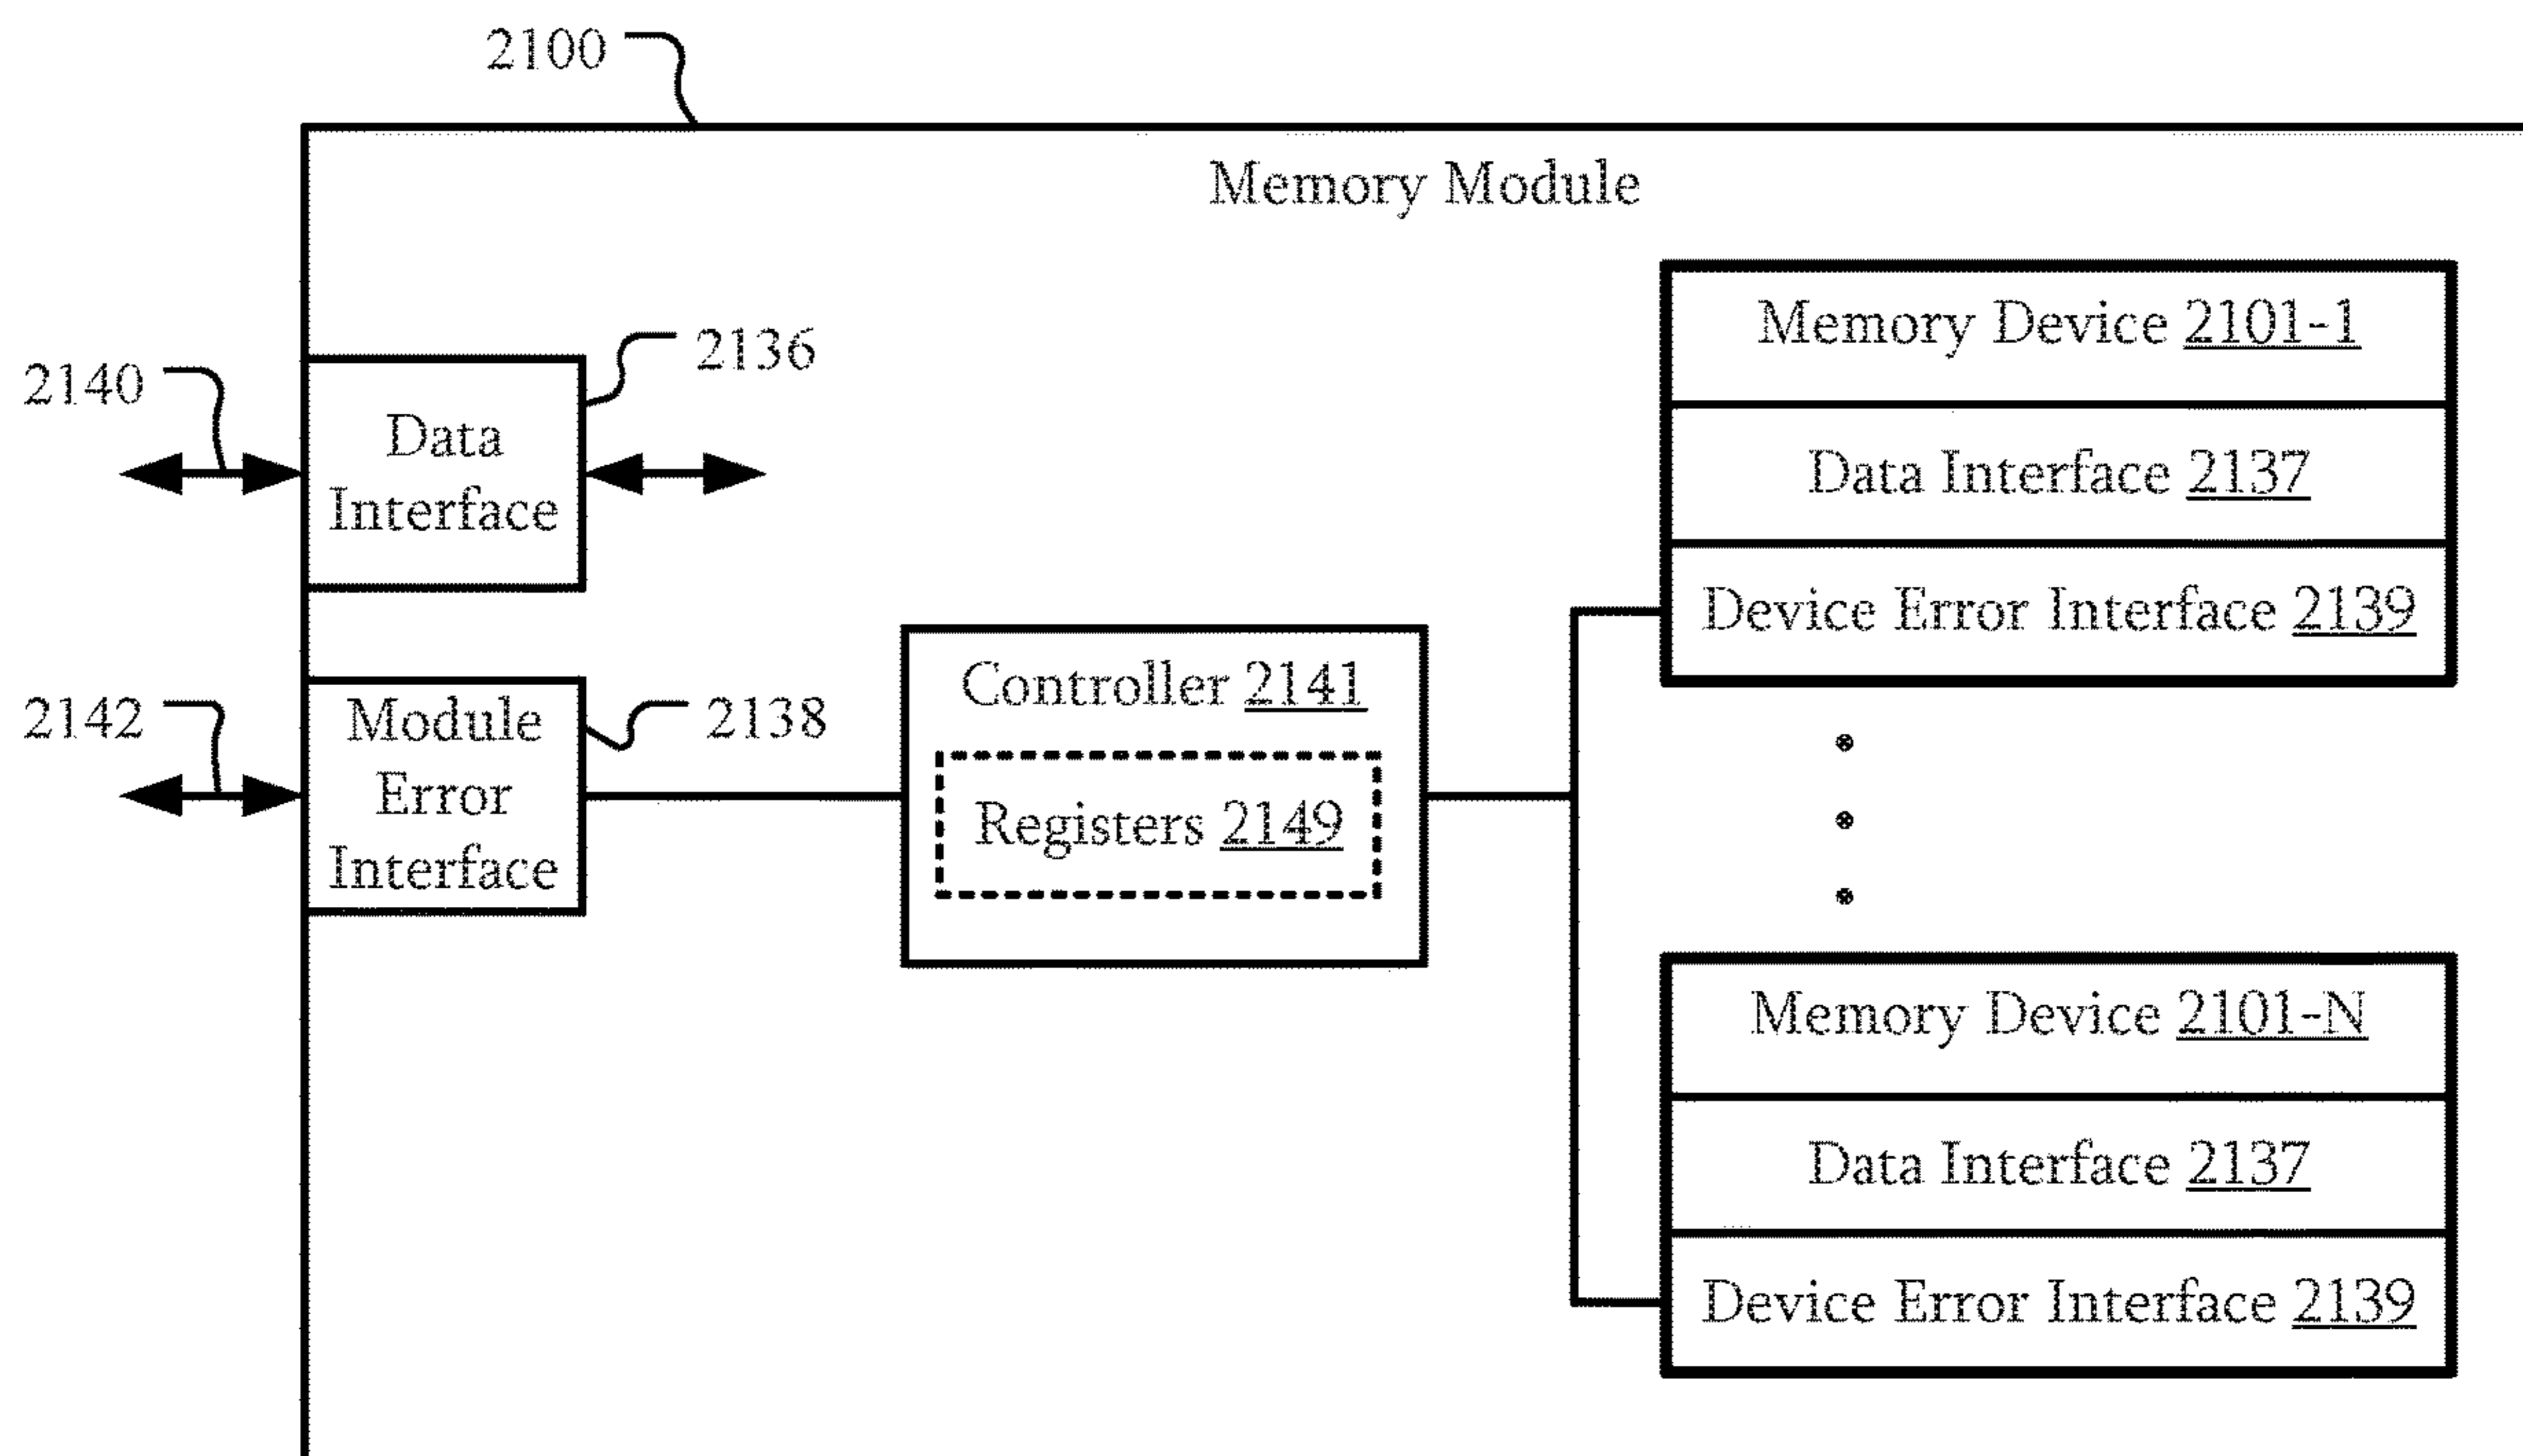 2100
Memory Module
2140
2136
Data
Interface
2142
2138
Module
Error
Interface
Controller 2141
Registers 2149
Memory Device 2101-1
Data Interface 2137
Device Error Interface 2139
Memory Device 2101-N
Data Interface 2137
Device Error Interface 2139